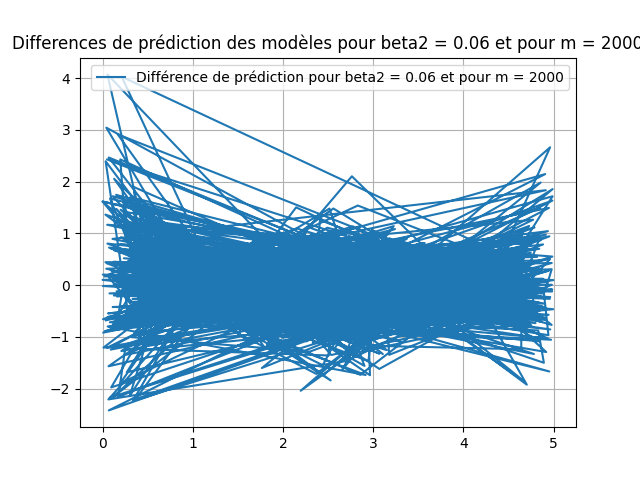 Differences de prédiction des modèles pour beta2 = 0.06 et pour m = 2000
Différence de prédiction pour beta2 = 0.06 et pour m = 2000
4
3
2
1
0
−1
−2
0 1 2 3 4 5